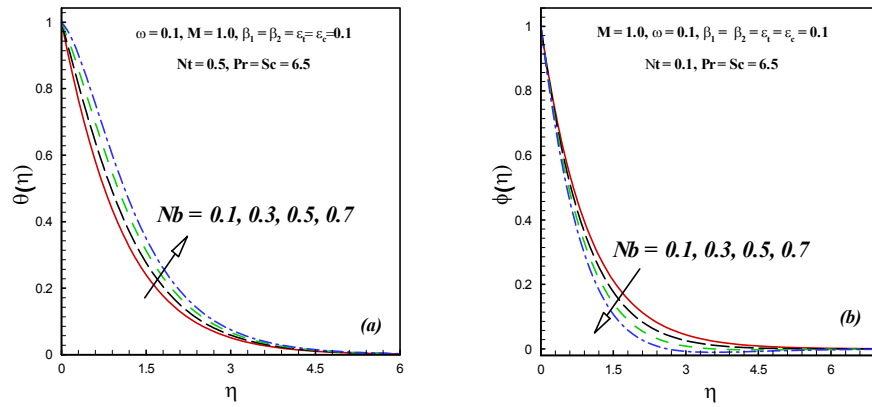 1
0.8
0.6
0.4
0.2
0
θ(η)
ω = 0.1, M = 1.0, β₁ = β₂ = εₜ = ε꜀ = 0.1
Nt = 0.5, Pr = Sc = 6.5
Nb = 0.1, 0.3, 0.5, 0.7
(a)
0 1.5 3 4.5 6
η
1
0.8
0.6
0.4
0.2
0
ϕ(η)
M = 1.0, ω = 0.1, β₁ = β₂ = εₜ = ε꜀ = 0.1
Nt = 0.1, Pr = Sc = 6.5
Nb = 0.1, 0.3, 0.5, 0.7
(b)
0 1.5 3 4.5 6
η